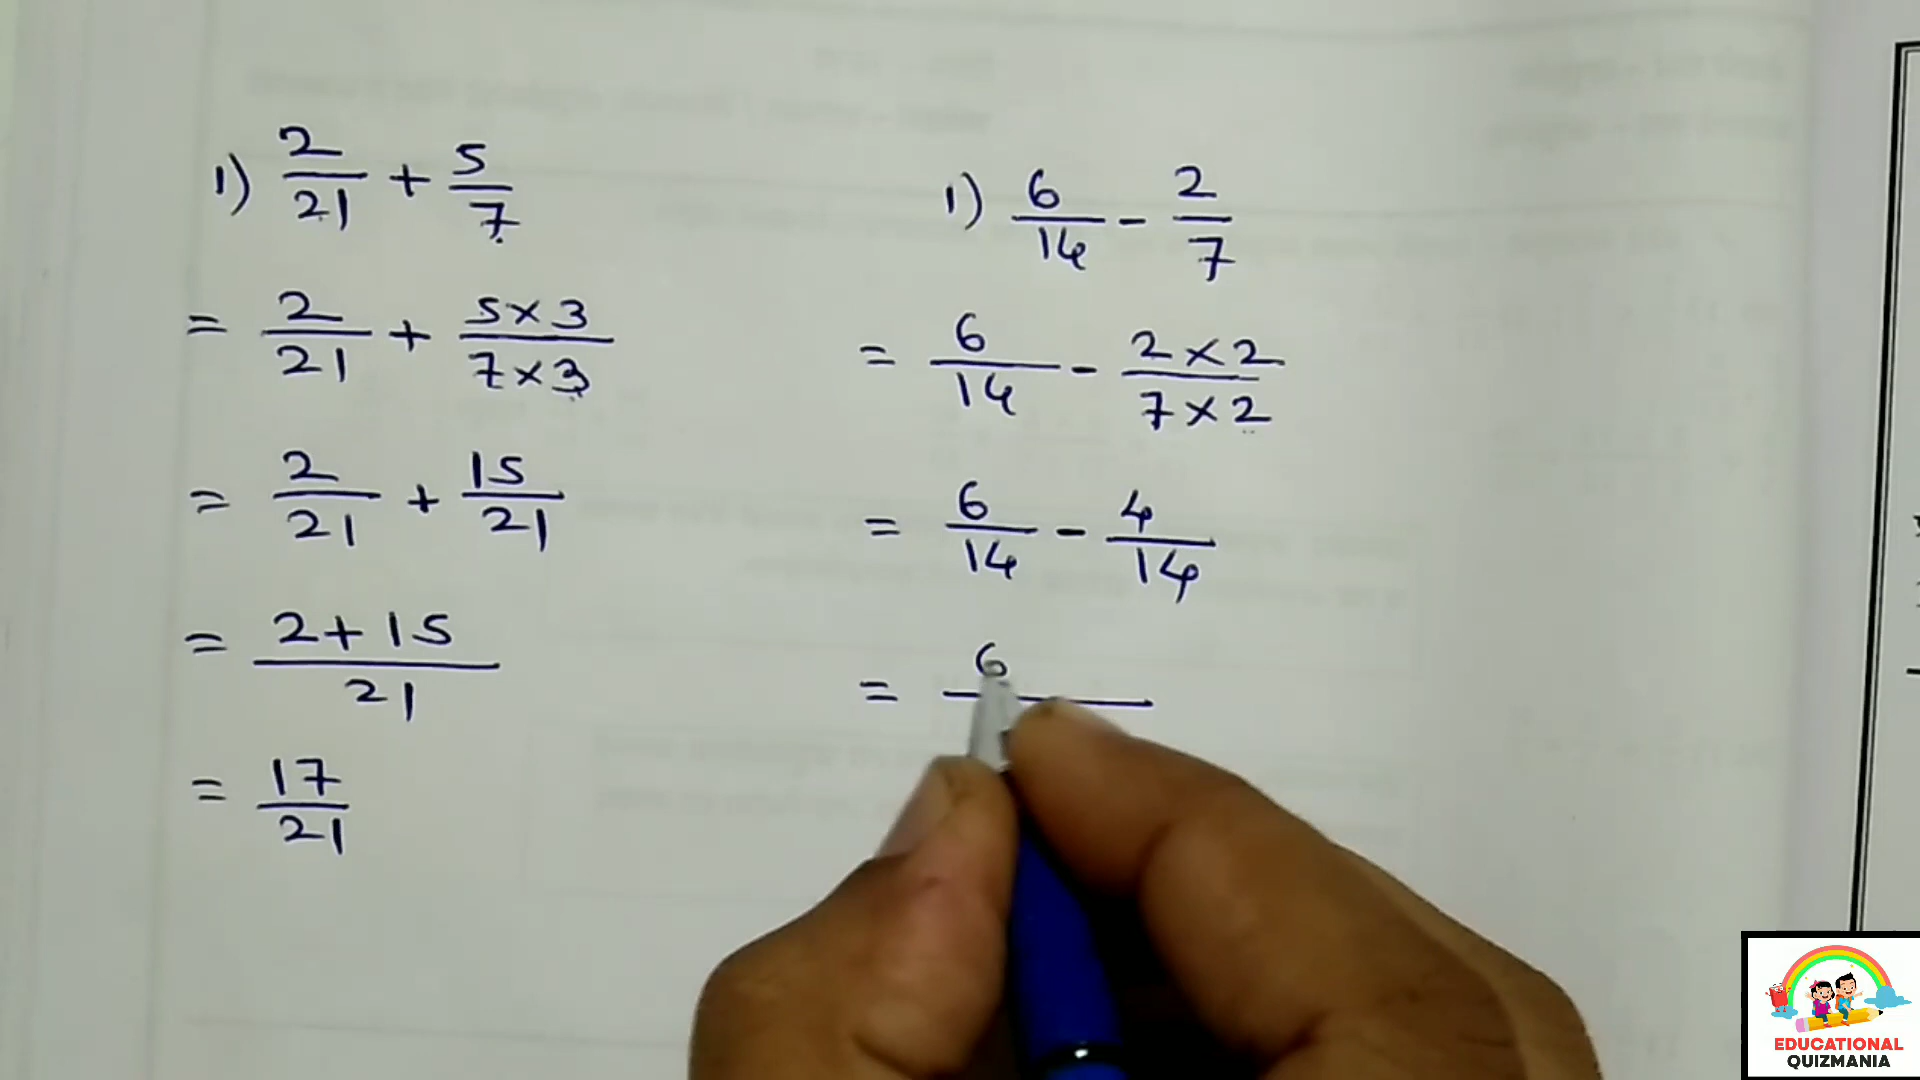 1) 2/21 + 5/7
= 2/21 + 5×3/7×3
= 2/21 + 15/21
= 2+15/21
= 17/21
1) 6/14 - 2/7
= 6/14 - 2×2/7×2
= 6/14 - 4/14
= 6
EDUCATIONAL
QUIZMANIA